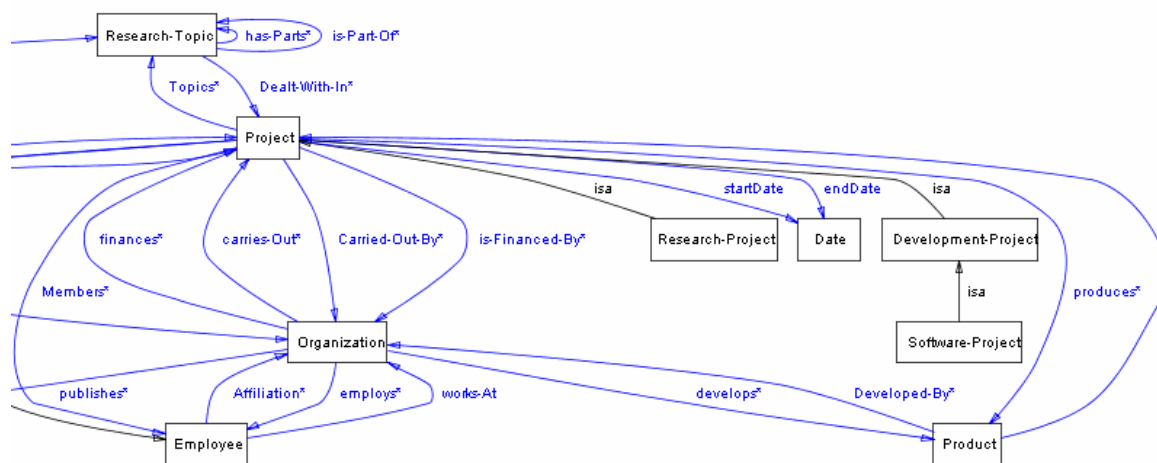 Research-Topic
has-Parts*
is-Part-Of*
Topics*
Dealt-With-In*
Project
isa
startDate
endDate
isa
finances*
carries-Out*
Carried-Out-By*
is-Financed-By*
Research-Project
Date
Development-Project
Members*
isa
produces*
Organization
Software-Project
publishes*
Affiliation*
employs*
works-At
develops*
Developed-By*
Employee
Product